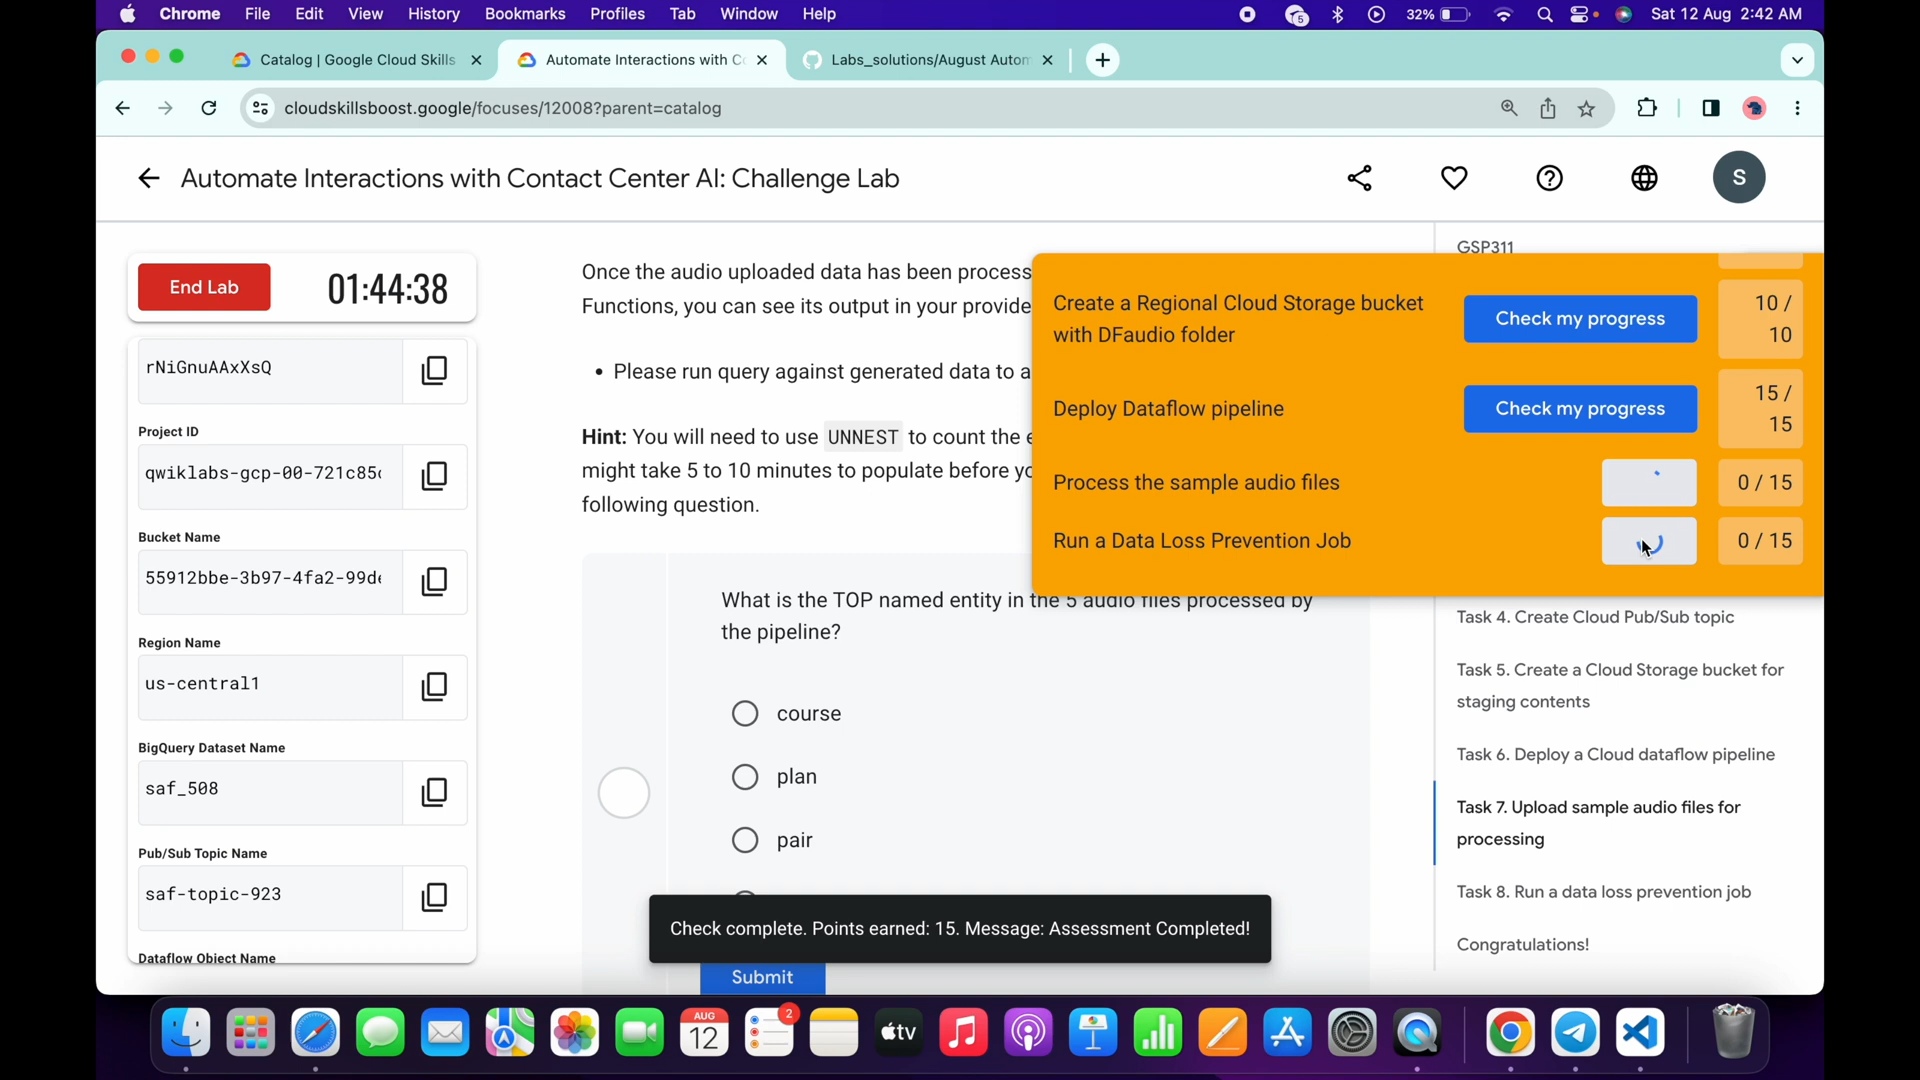 Chrome File Edit View History Bookmarks Profiles Tab Window Help 5 32% Sat 12 Aug 2:42 AM
Catalog | Google Cloud Skills Automate Interactions with Labs_solutions/August
cloudskillsboost.google/focuses/12008?parent=catalog
Automate Interactions with Contact Center AI: Challenge Lab
S
End Lab 01:44:38
rNiGnuAAxXsQ
Project ID
qwiklabs-gcp-00-721c85
Bucket Name
55912bbe-3b97-4fa2-99d
Region Name
us-central1
BigQuery Dataset Name
saf_508
Pub/Sub Topic Name
saf-topic-923
Dataflow Object Name
Once the audio uploaded data has been process
Functions, you can see its output in your provide
• Please run query against generated data to a
Hint: You will need to use UNNEST to count the e
might take 5 to 10 minutes to populate before yo
following question.
What is the TOP named entity in the 5 audio files processed by
the pipeline?
course
plan
pair
Check complete. Points earned: 15. Message: Assessment Completed!
Submit
GSP311
Create a Regional Cloud Storage bucket
with DFaudio folder
Check my progress
10 /
10
Deploy Dataflow pipeline
Check my progress
15 /
15
Process the sample audio files
0 / 15
Run a Data Loss Prevention Job
0 / 15
Task 4. Create Cloud Pub/Sub topic
Task 5. Create a Cloud Storage bucket for
staging contents
Task 6. Deploy a Cloud dataflow pipeline
Task 7. Upload sample audio files for
processing
Task 8. Run a data loss prevention job
Congratulations!
AUG
12
2
tv